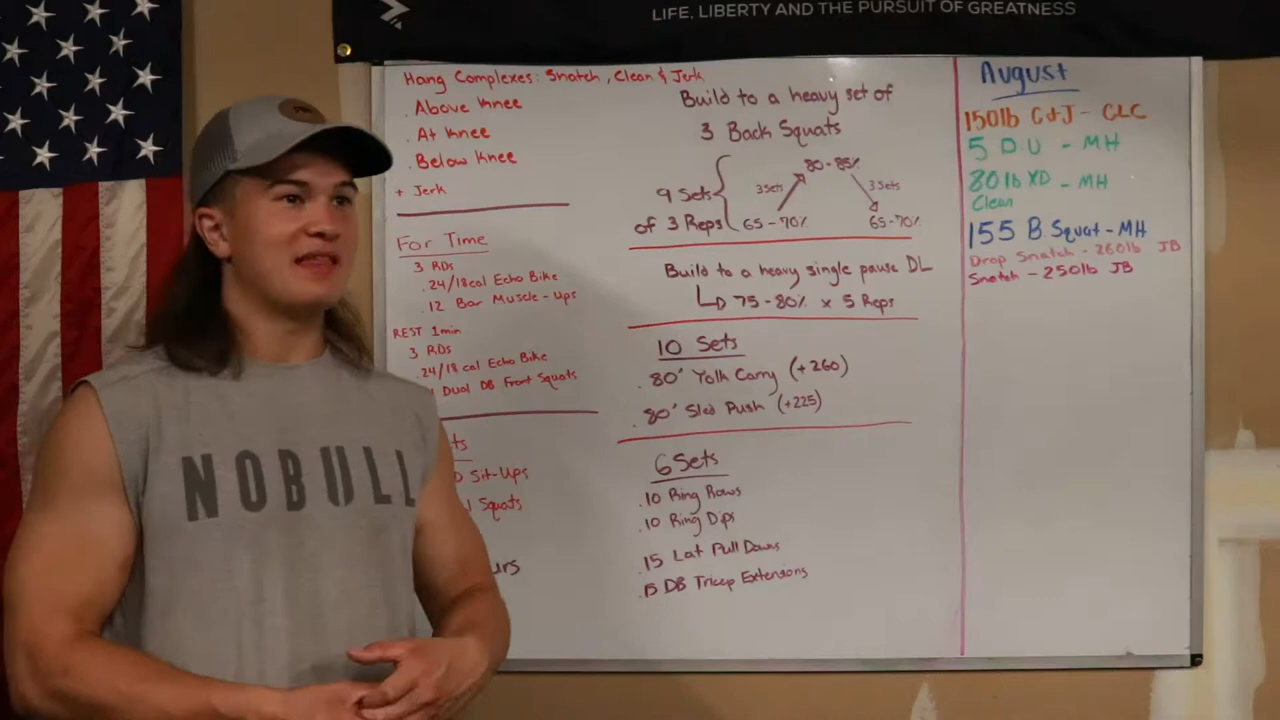 LIFE, LIBERTY AND THE PURSUIT OF GREATNESS
Hang Complexes: Snatch, Clean & Jerk
. Above Knee
. At Knee
. Below Knee
+ Jerk
For Time
3 RDs
. 24/18cal Echo Bike
. 12 Bar Muscle-Ups
REST 1min
3 RDs
. 24/18 cal Echo Bike
Dual DB Front Squats
Sit-Ups
Squats
Build to a heavy set of
3 Back Squats
9 Sets
of 3 Reps
65-70%
3 Sets
80-85%
3 Sets
65-70%
Build to a heavy single pause DL
75-80% x 5 Reps
10 Sets
. 80' Yolk Carry (+260)
. 80' Sled Push (+225)
6 Sets
. 10 Ring Rows
. 10 Ring Dips
. 15 Lat Pull Downs
. 15 DB Tricep Extensions
August
150lb C+J - CLC
5 D.U - MH
80lb XD - MH
Clean
155 B.Squat - MH
Drop Snatch - 260lb JB
Snatch - 250lb JB
NOBULL